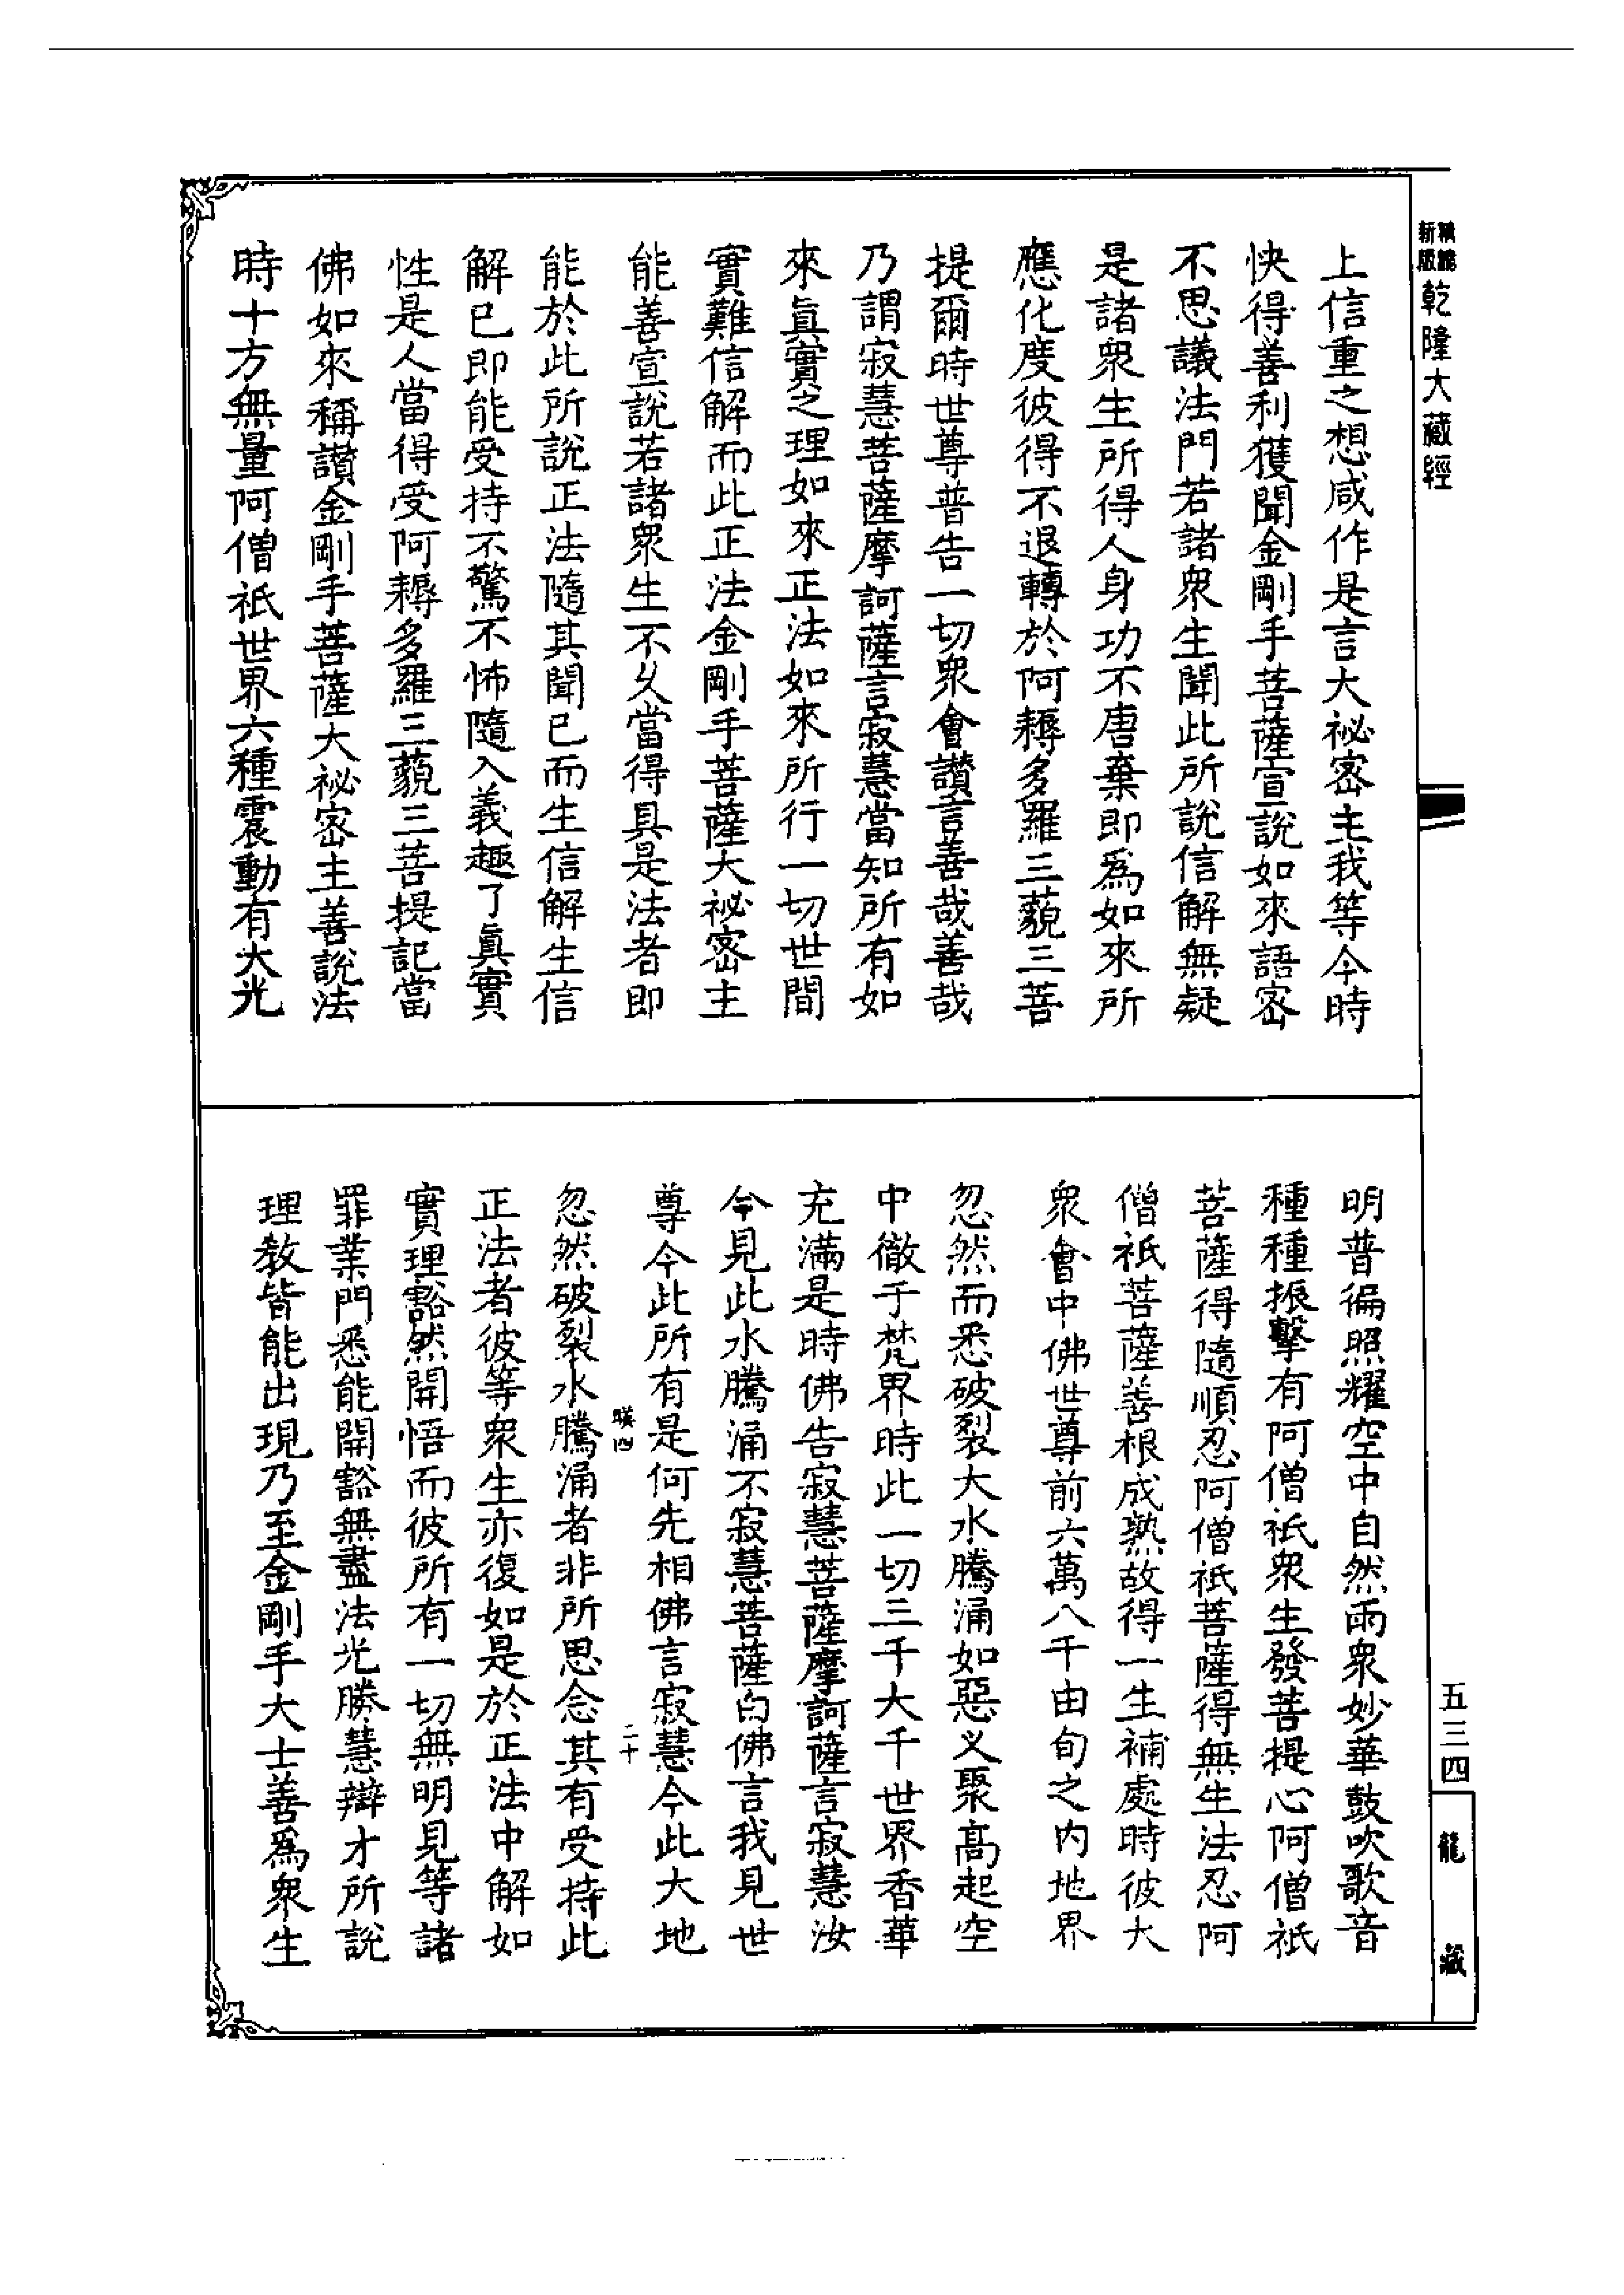 新版
乾隆大藏經
上信重之想咸作是言大祕密主我等今時
快得善利獲聞金剛手菩薩宣說如來語密
不思議法門若諸衆生聞此所說信解無疑
是諸衆生所得人身功不唐棄即爲如來所
應化度彼得不退轉於阿耨多羅三藐三菩
提爾時世尊普告一切衆會讃言善哉善哉
乃謂寂慧菩薩摩訶薩言寂慧當知所有如
來眞實之理如來正法如來所行一切世間
實難信解而此正法金剛手菩薩大祕密主
能善宣說若諸衆生不久當得具是法者即
能於此所說正法隨其聞已而生信解生信
解已即能受持不驚不怖隨入義趣了眞實
性是人當得受阿耨多羅三藐三菩提記當
佛如來稱讃金剛手菩薩大祕密主善說法
時十方無量阿僧祇世界六種震動有大光
明普徧照耀空中自然雨衆妙華鼓吹歌音
種種振擊有阿僧祇衆生發菩提心阿僧祇
菩薩得隨順忍阿僧祇菩薩得無生法忍阿
僧祇菩薩善根成熟故得一生補處時彼大
衆會中佛世尊前六萬八千由旬之内地界
忽然而悉破裂大水騰涌如惡义聚高起空
中徹于梵界時此一切三千大千世界香華
充滿是時佛告寂慧菩薩摩訶薩言寂慧汝
今見此水騰涌不寂慧菩薩白佛言我見世
尊今此所有是何先相佛言寂慧今此大地
四 二十
忽然破裂水騰涌者非所思念其有受持此
正法者彼等衆生亦復如是於正法中解如
實理豁然開悟而彼所有一切無明見等諸
罪業門悉能開豁無盡法光勝慧辯才所說
理教皆能出現乃至金剛手大士善爲衆生
五三四
龍藏